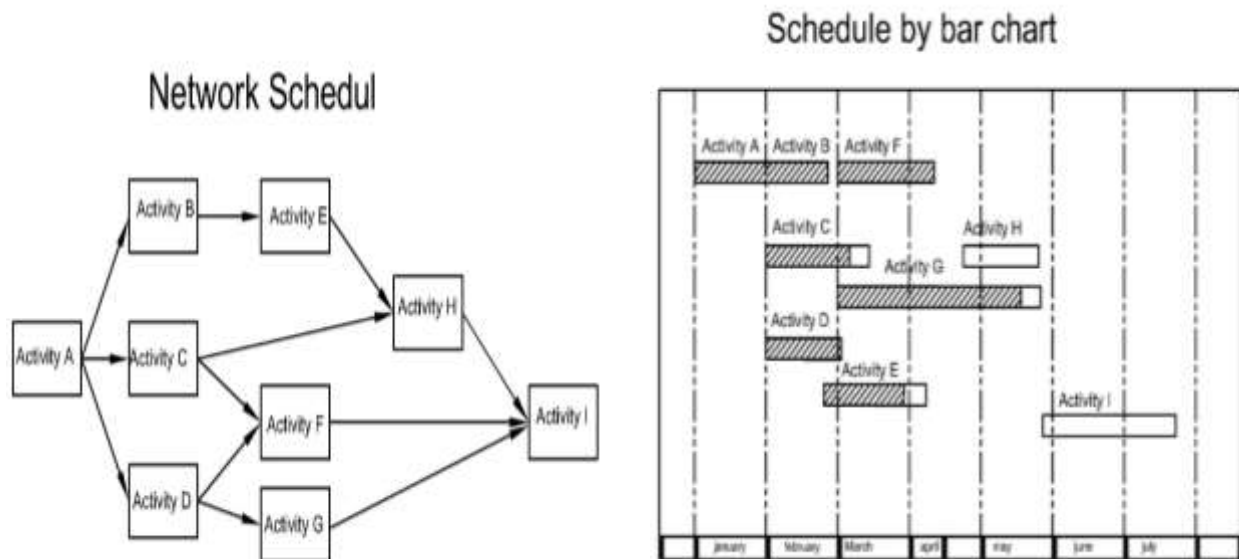 Network Schedul
Activity B
Activity E
Activity H
Activity A
Activity C
Activity F
Activity I
Activity D
Activity G
Schedule by bar chart
Activity A Activity B Activity F
Activity C Activity H
Activity G
Activity D
Activity E
Activity I
january february March april may june july